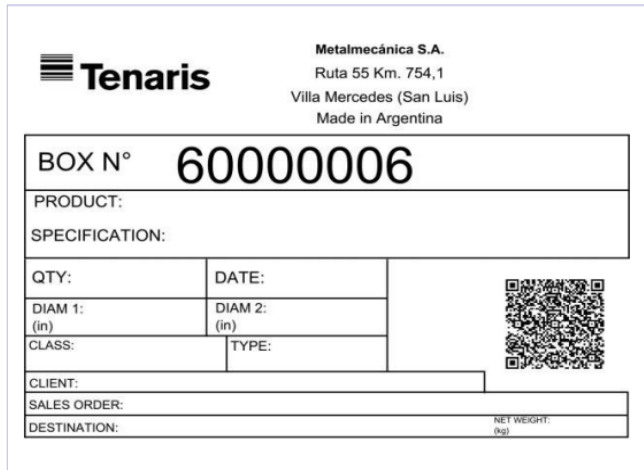 Tenaris
Metalmecánica S.A.
Ruta 55 Km. 754,1
Villa Mercedes (San Luis)
Made in Argentina
BOX N° 60000006
PRODUCT:
SPECIFICATION:
QTY: DATE:
DIAM 1: DIAM 2:
(in) (in)
CLASS: TYPE:
CLIENT:
SALES ORDER:
DESTINATION: NET WEIGHT:
(kg)